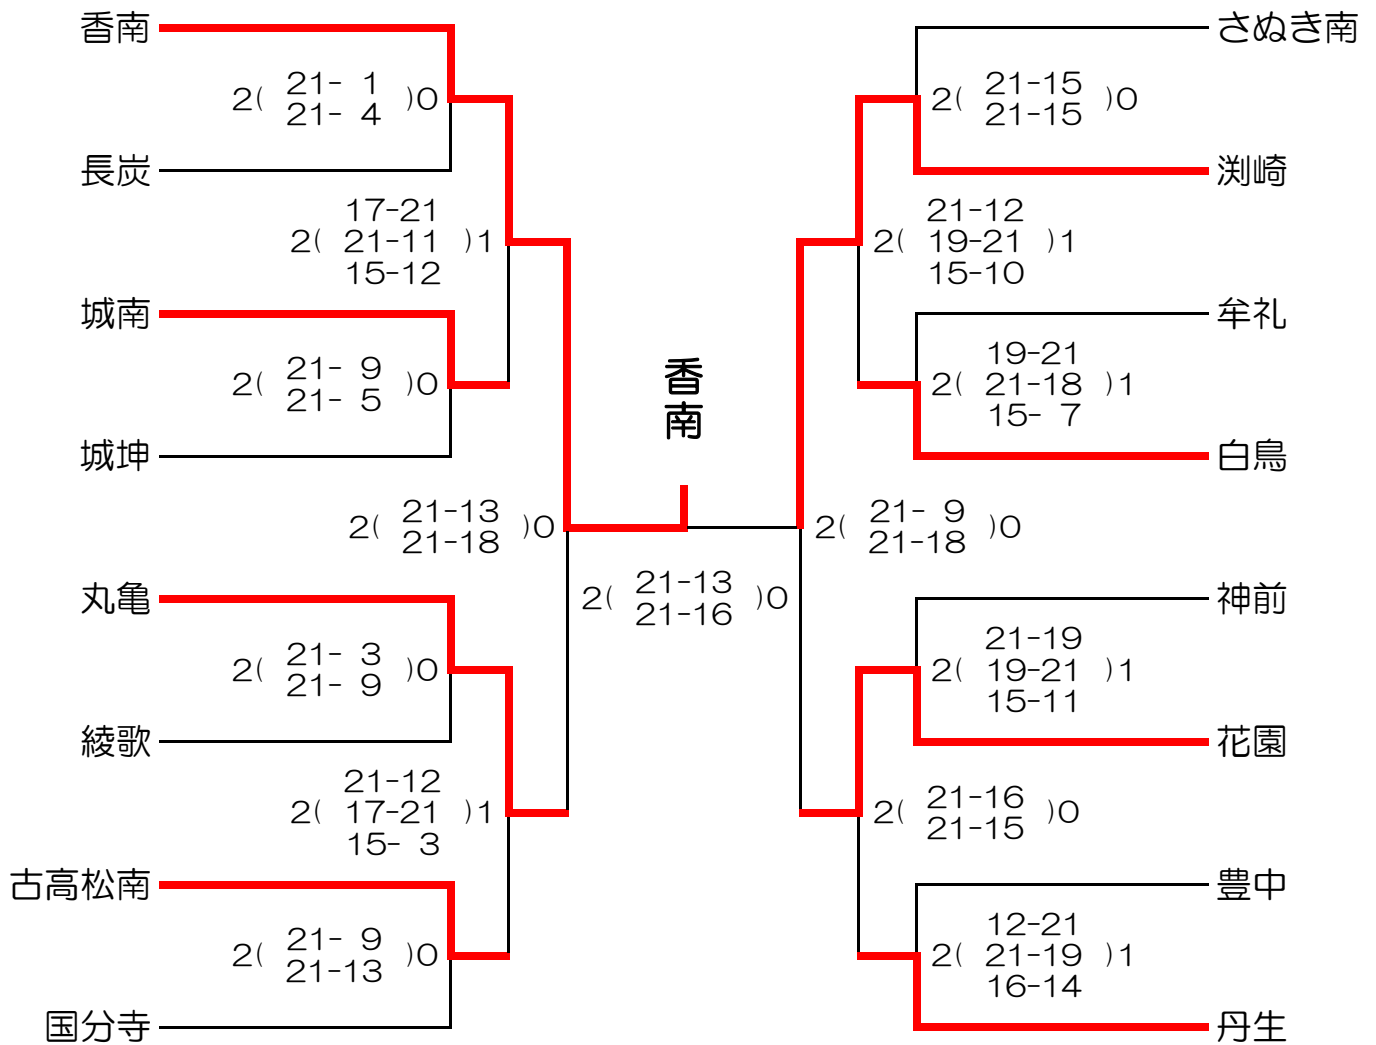 香南
2( 21- 1 )0
21- 4
長炭
17-21
2( 21-11 )1
15-12
城南
2( 21- 9 )0
21- 5
城坤
2( 21-13 )0
21-18
丸亀
2( 21- 3 )0
21- 9
綾歌
21-12
2( 17-21 )1
15- 3
古高松南
2( 21- 9 )0
21-13
国分寺
香南
2( 21-13 )0
21-16
さぬき南
2( 21-15 )0
21-15
渕崎
21-12
2( 19-21 )1
15-10
牟礼
19-21
2( 21-18 )1
15- 7
白鳥
2( 21- 9 )0
21-18
神前
21-19
2( 19-21 )1
15-11
花園
2( 21-16 )0
21-15
豊中
12-21
2( 21-19 )1
16-14
丹生